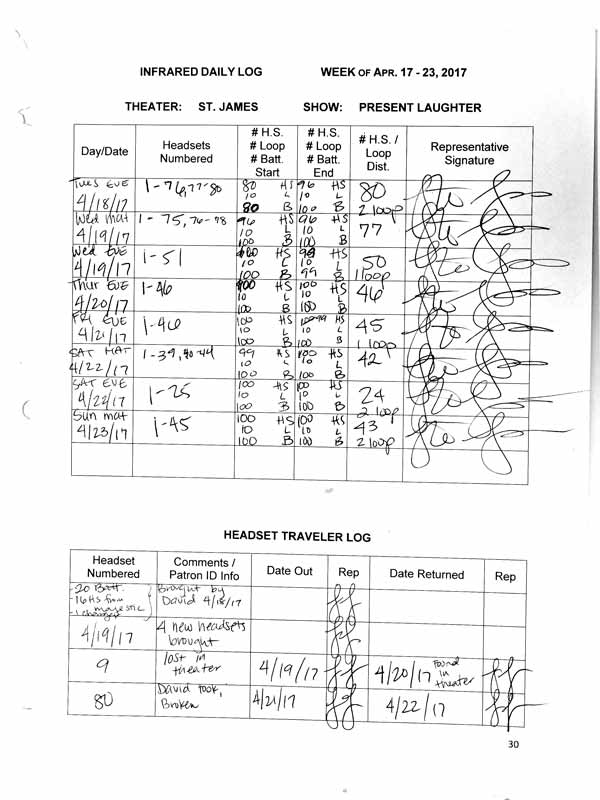 INFRARED DAILY LOG WEEK OF APR. 17 - 23, 2017
THEATER: ST. JAMES SHOW: PRESENT LAUGHTER
Day/Date Headsets Numbered # H.S. # Loop # Batt. Start # H.S. # Loop # Batt. End # H.S. / Loop Dist. Representative Signature
Tues Eve 1-76, 77-80 80 HS 96 HS 80
4/18/17 10 L 10 L
80 B 100 B 2 loop
Wed mat 1-75, 76-78 96 HS 96 HS 77
4/19/17 10 L 10 L
100 B 100 B
Wed Eve 1-51 HS HS 50
4/19/17 10 L 10 L
100 B 99 B 1 loop
Thur Eve 1-46 100 HS 100 HS 46
4/20/17 10 L 10 L
100 B 100 B
Fri Eve 1-46 100 HS HS 45
4/21/17 10 L 10 L
100 B 100 B 1 loop
Sat Mat 1-39, 40-44 99 HS 100 HS 42
4/22/17 10 L 10 L
100 B 100 B
Sat Eve 1-25 100 HS 100 HS 24
4/22/17 10 L 10 L
100 B 100 B 2 loop
Sun mat 1-45 100 HS 100 HS 43
4/23/17 10 L 10 L
100 B 100 B 2 loop
HEADSET TRAVELER LOG
Headset Numbered Comments / Patron ID Info Date Out Rep Date Returned Rep
-20 Batt. Brought by
-16 HS from majestic David 4/18/17
-1 charger
4/19/17 4 new headsets
brought
9 lost in theater 4/19/17 4/20/17 Found in theater
80 David took, Broken 4/21/17 4/22/17
30